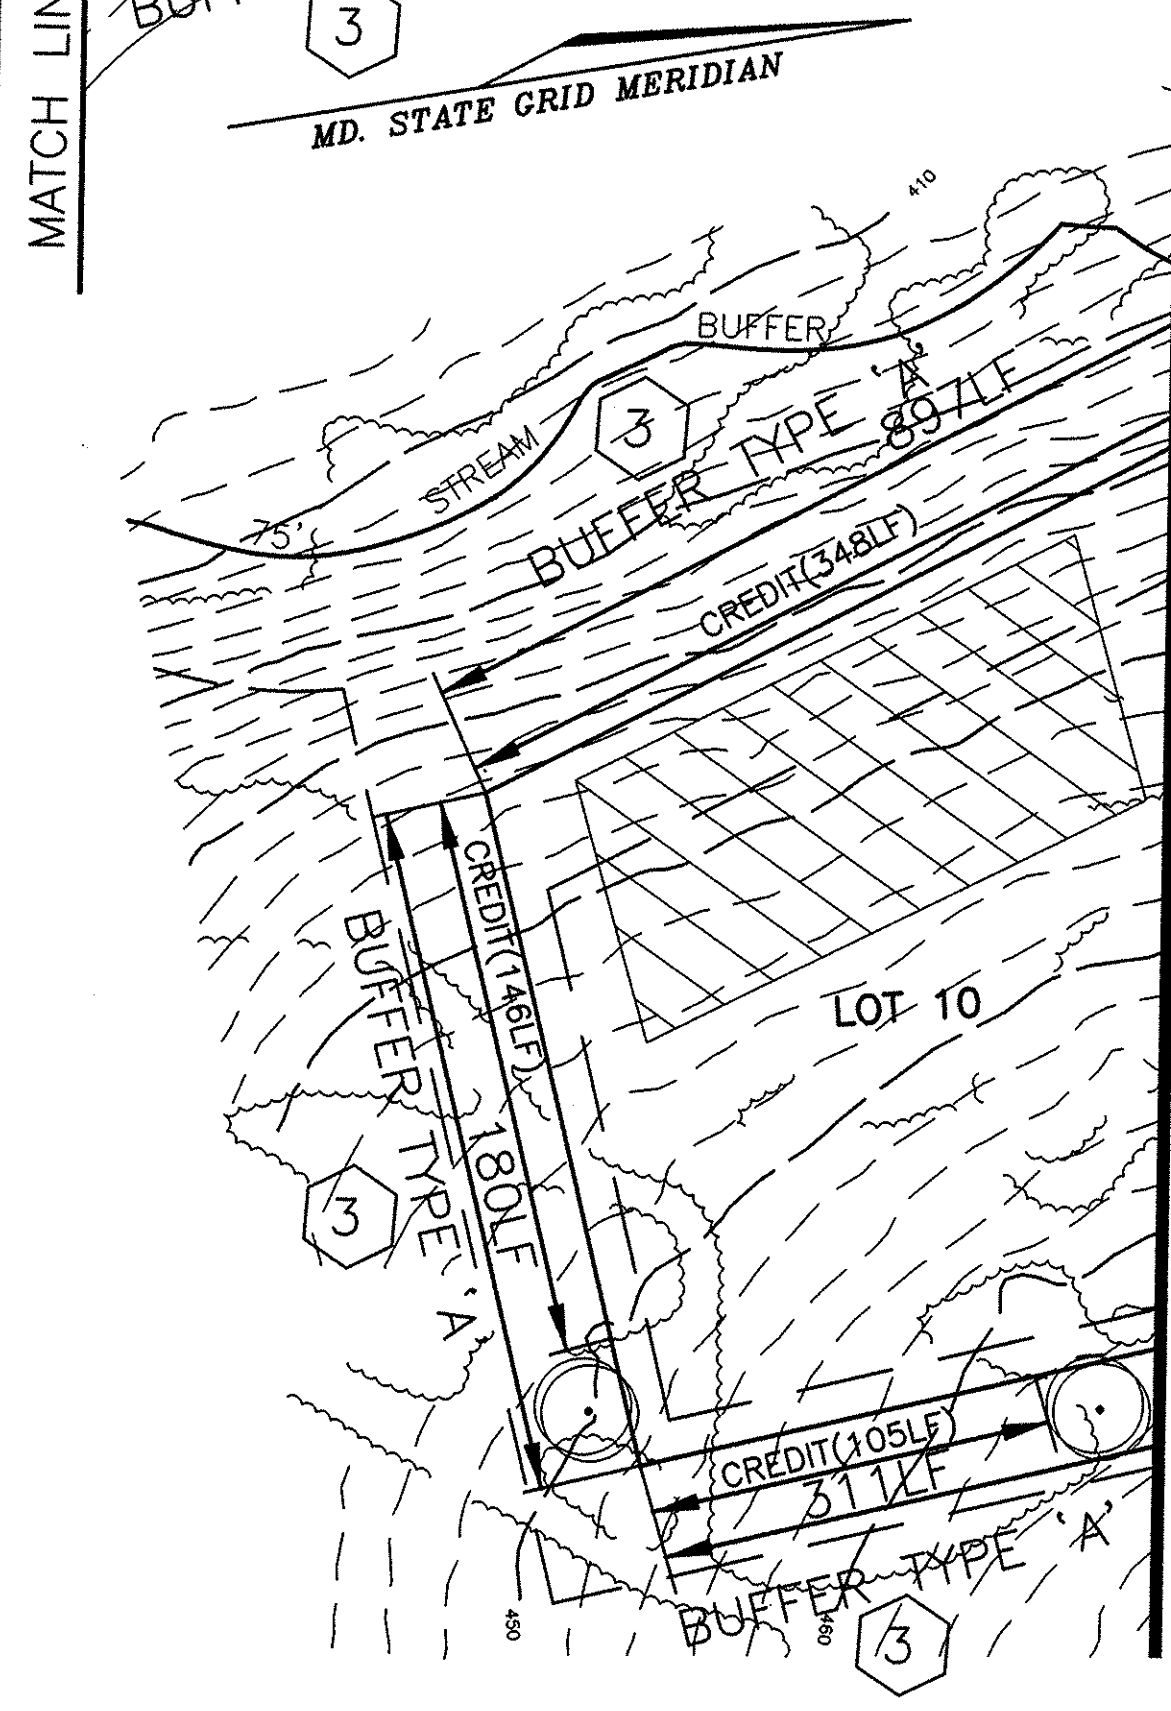 MATCH LIN
BUFF
3
MD. STATE GRID MERIDIAN
410
BUFFER
STREAM
75'
3
BUFFER TYPE 'A'
897LF
CREDIT(348LF)
CREDIT(146LF)
BUFFER TYPE 'A'
180LF
LOT 10
3
CREDIT(105LF)
311LF
BUFFER TYPE 'A'
450
460
3